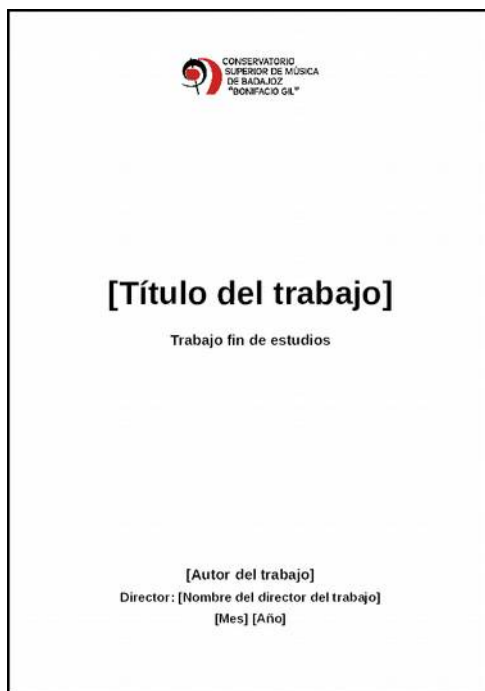 CONSERVATORIO
SUPERIOR DE MÚSICA
DE BADAJOZ
"BONIFACIO GIL"
[Título del trabajo]
Trabajo fin de estudios
[Autor del trabajo]
Director: [Nombre del director del trabajo]
[Mes] [Año]